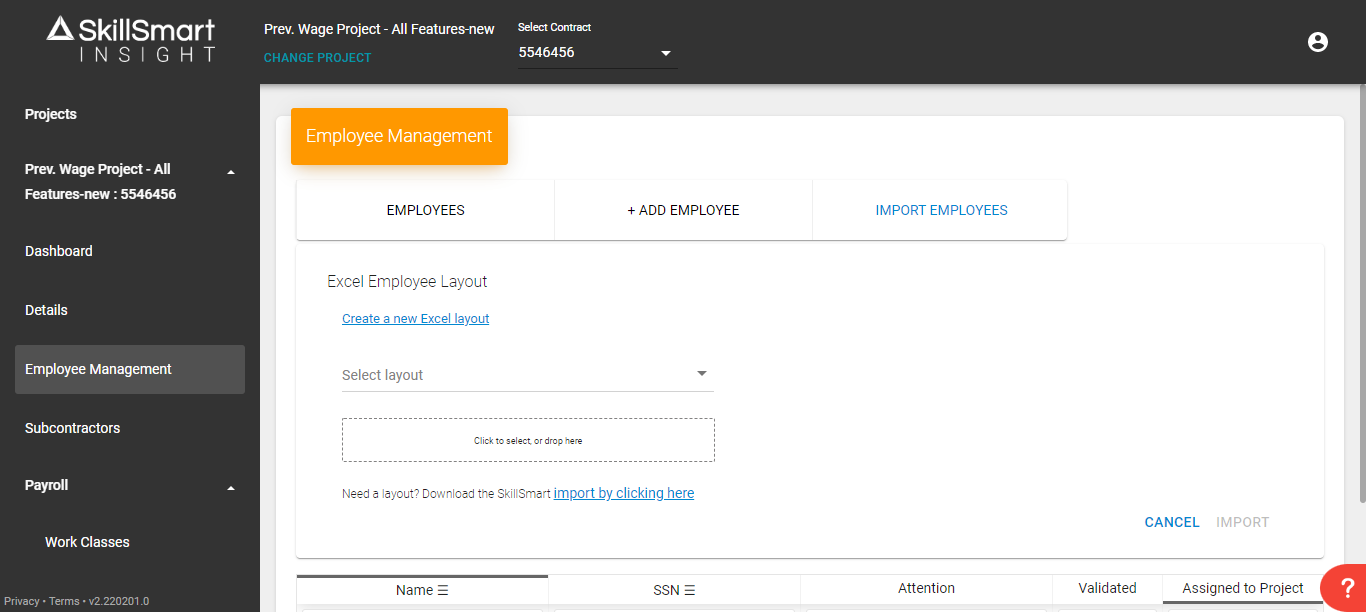 SkillSmart
INSIGHT
Prev. Wage Project - All Features-new
CHANGE PROJECT
Select Contract
5546456
Projects
Prev. Wage Project - All
Features-new : 5546456
Dashboard
Details
Employee Management
Subcontractors
Payroll
Work Classes
Privacy • Terms • v2.220201.0
Employee Management
EMPLOYEES
+ ADD EMPLOYEE
IMPORT EMPLOYEES
Excel Employee Layout
Create a new Excel layout
Select layout
Click to select, or drop here
Need a layout? Download the SkillSmart import by clicking here
CANCEL
IMPORT
Name
SSN
Attention
Validated
Assigned to Project
?